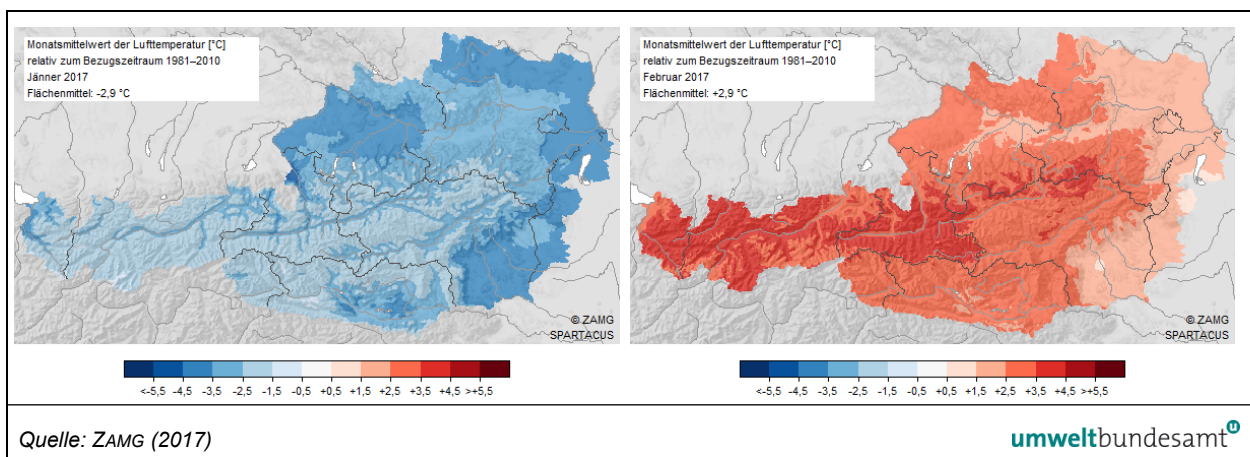 Monatsmittelwert der Lufttemperatur [°C]
relativ zum Bezugszeitraum 1981–2010
Jänner 2017
Flächenmittel: -2,9 °C
© ZAMG
SPARTACUS
<-5,5 -4,5 -3,5 -2,5 -1,5 -0,5 +0,5 +1,5 +2,5 +3,5 +4,5 >+5,5
Monatsmittelwert der Lufttemperatur [°C]
relativ zum Bezugszeitraum 1981–2010
Februar 2017
Flächenmittel: +2,9 °C
© ZAMG
SPARTACUS
<-5,5 -4,5 -3,5 -2,5 -1,5 -0,5 +0,5 +1,5 +2,5 +3,5 +4,5 >+5,5
Quelle: ZAMG (2017)
umweltbundesamt u